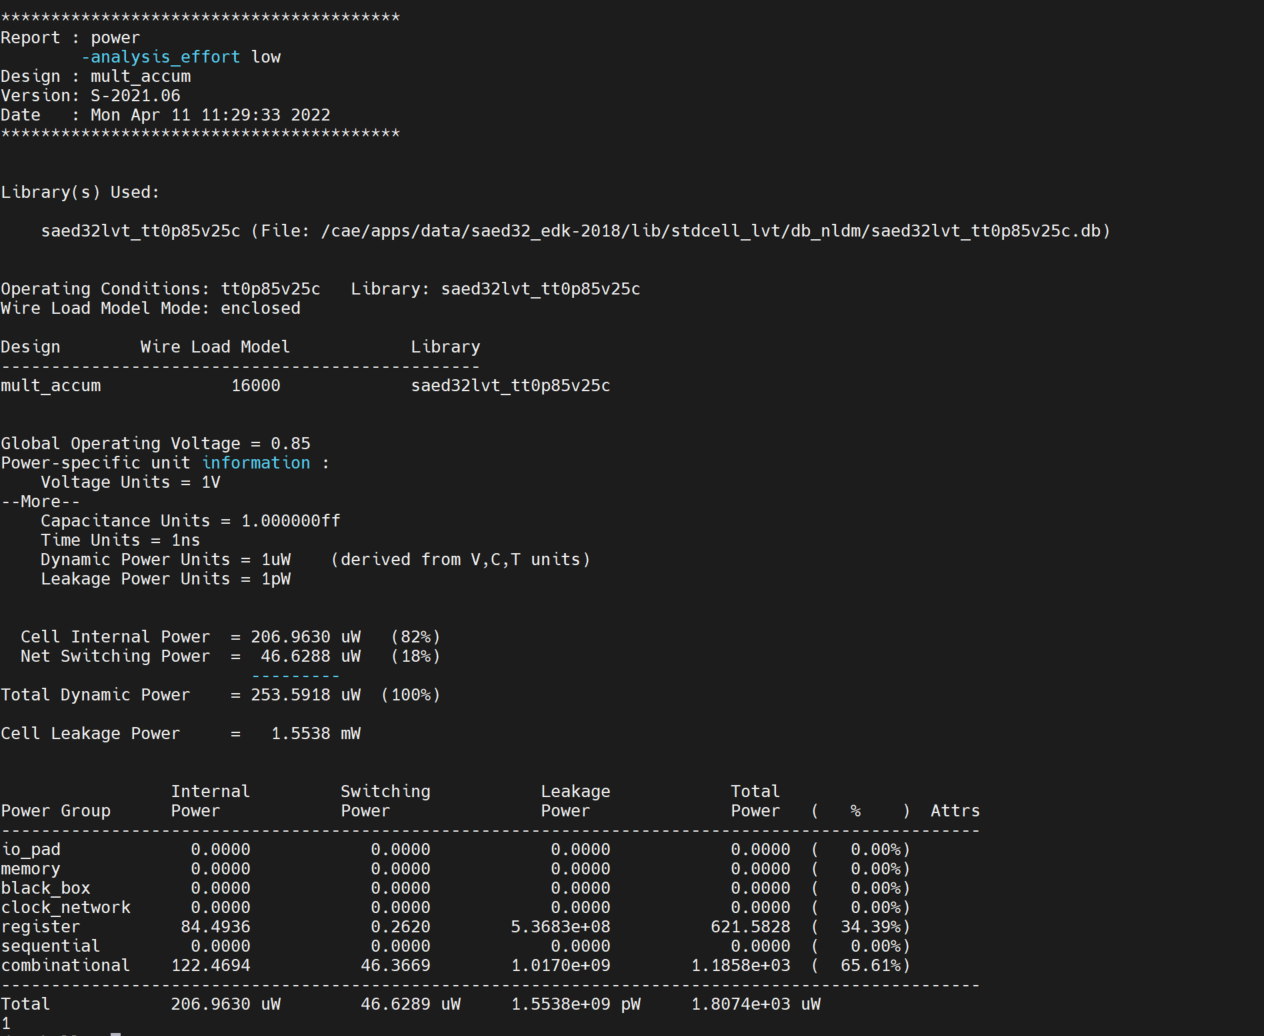 ****************************************
Report : power
        -analysis_effort low
Design : mult_accum
Version: S-2021.06
Date   : Mon Apr 11 11:29:33 2022
****************************************
Library(s) Used:
    saed32lvt_tt0p85v25c (File: /cae/apps/data/saed32_edk-2018/lib/stdcell_lvt/db_nldm/saed32lvt_tt0p85v25c.db)
Operating Conditions: tt0p85v25c   Library: saed32lvt_tt0p85v25c
Wire Load Model Mode: enclosed
Design        Wire Load Model            Library
------------------------------------------------
mult_accum             16000             saed32lvt_tt0p85v25c
Global Operating Voltage = 0.85
Power-specific unit information :
    Voltage Units = 1V
--More--
    Capacitance Units = 1.000000ff
    Time Units = 1ns
    Dynamic Power Units = 1uW    (derived from V,C,T units)
    Leakage Power Units = 1pW
  Cell Internal Power  = 206.9630 uW   (82%)
  Net Switching Power  =  46.6288 uW   (18%)
                         ---------
Total Dynamic Power    = 253.5918 uW  (100%)
Cell Leakage Power     =   1.5538 mW
                 Internal         Switching           Leakage            Total
Power Group      Power            Power               Power              Power   (   %    )  Attrs
--------------------------------------------------------------------------------------------------
io_pad             0.0000            0.0000            0.0000            0.0000  (   0.00%)
memory             0.0000            0.0000            0.0000            0.0000  (   0.00%)
black_box          0.0000            0.0000            0.0000            0.0000  (   0.00%)
clock_network      0.0000            0.0000            0.0000            0.0000  (   0.00%)
register          84.4936            0.2620        5.3683e+08          621.5828  (  34.39%)
sequential         0.0000            0.0000            0.0000            0.0000  (   0.00%)
combinational    122.4694           46.3669        1.0170e+09        1.1858e+03  (  65.61%)
--------------------------------------------------------------------------------------------------
Total            206.9630 uW        46.6289 uW     1.5538e+09 pW     1.8074e+03 uW
1